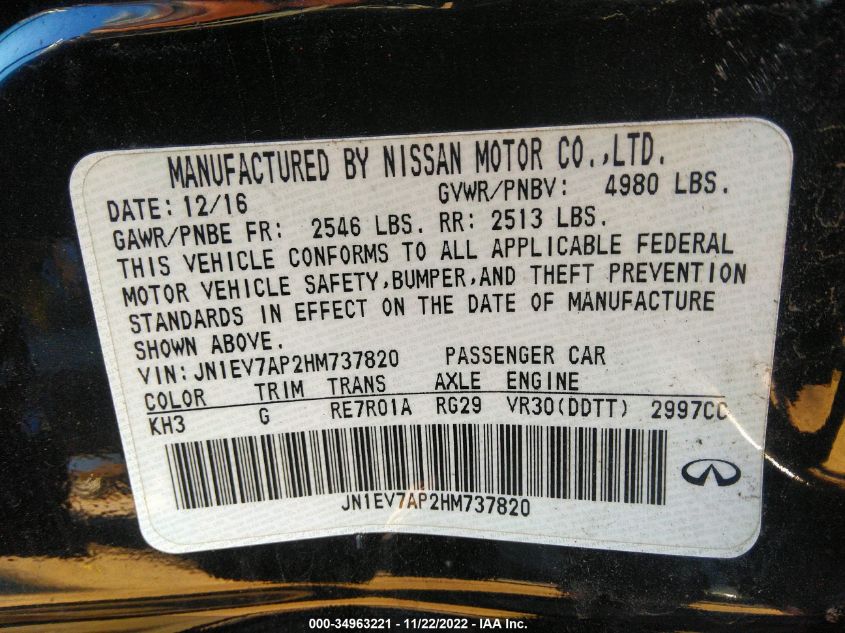 MANUFACTURED BY NISSAN MOTOR CO.,LTD.
DATE: 12/16 GVWR/PNBV: 4980 LBS.
GAWR/PNBE FR: 2546 LBS. RR: 2513 LBS.
THIS VEHICLE CONFORMS TO ALL APPLICABLE FEDERAL
MOTOR VEHICLE SAFETY,BUMPER,AND THEFT PREVENTION
STANDARDS IN EFFECT ON THE DATE OF MANUFACTURE
SHOWN ABOVE.
VIN:JN1EV7AP2HM737820 PASSENGER CAR
COLOR TRIM TRANS AXLE ENGINE
KH3 G RE7R01A RG29 VR30(DDTT) 2997CC
JN1EV7AP2HM737820
000-34963221 - 11/22/2022 - IAA Inc.